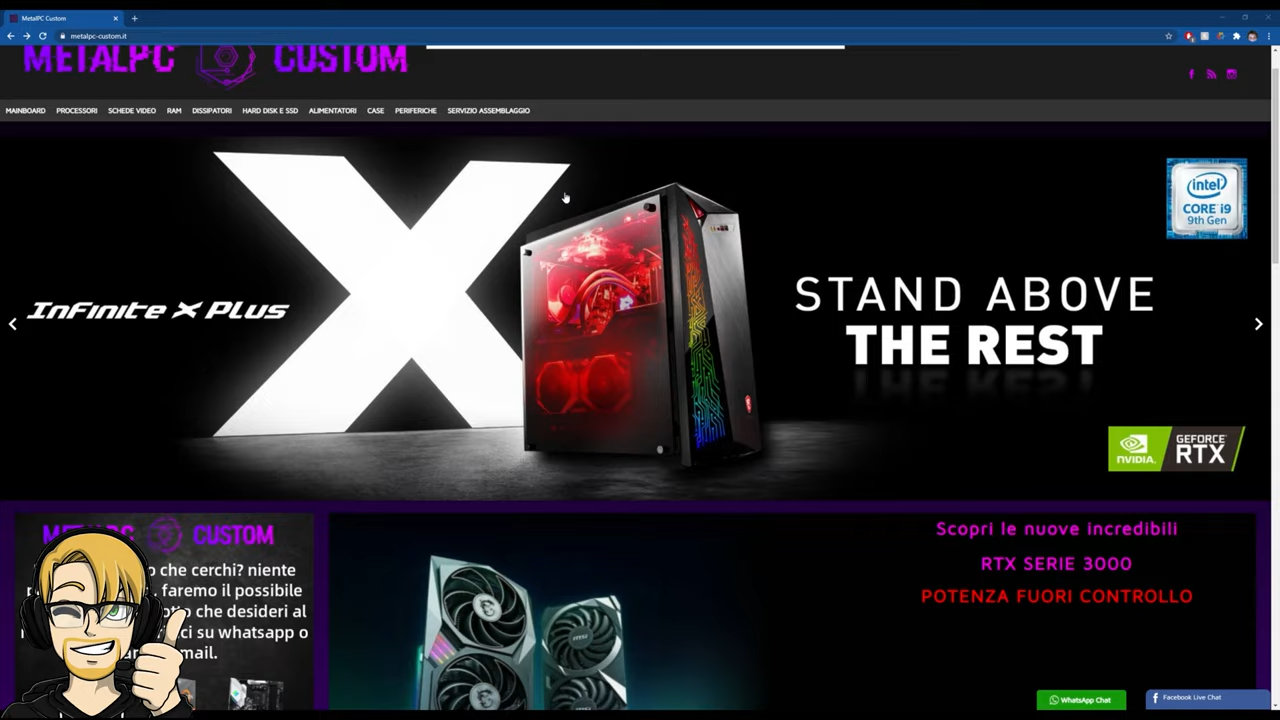 MetalPC Custom
metalpc-custom.it
METALPC CUSTOM
MAINBOARD PROCESSORI SCHEDE VIDEO RAM DISSIPATORI HARD DISK E SSD ALIMENTATORI CASE PERIFERICHE SERVIZIO ASSEMBLAGGIO
intel
CORE i9
9th Gen
Infinite X Plus
STAND ABOVE
THE REST
NVIDIA.
GEFORCE
RTX
CUSTOM
che cerchi? niente
faremo il possibile
che desideri al
su whatsapp o
mail.
Scopri le nuove incredibili
RTX SERIE 3000
POTENZA FUORI CONTROLLO
WhatsApp Chat
Facebook Live Chat